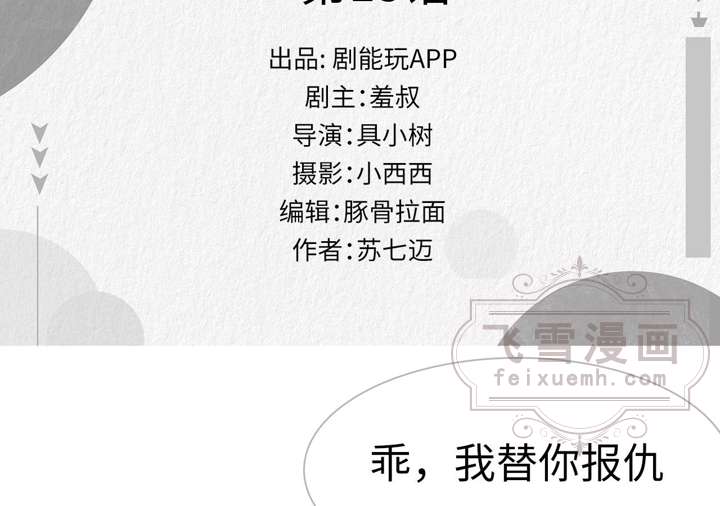 出品: 剧能玩APP
剧主:羞叔
导演:具小树
摄影:小西西
编辑:豚骨拉面
作者:苏七迈
飞雪漫画
feixuemh.com
乖，我替你报仇